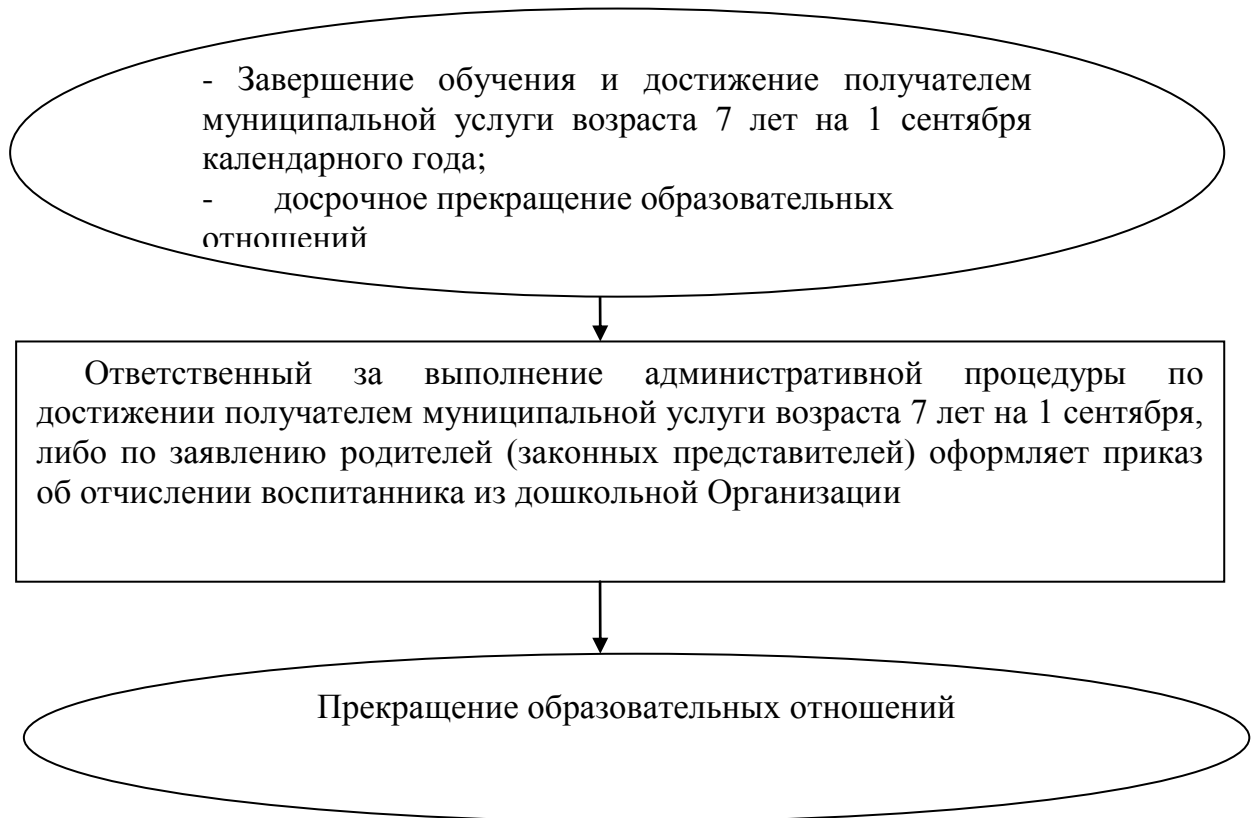 - Завершение обучения и достижение получателем
муниципальной услуги возраста 7 лет на 1 сентября
календарного года;
- досрочное прекращение образовательных
отношений
Ответственный за выполнение административной процедуры по
достижении получателем муниципальной услуги возраста 7 лет на 1 сентября,
либо по заявлению родителей (законных представителей) оформляет приказ
об отчислении воспитанника из дошкольной Организации
Прекращение образовательных отношений